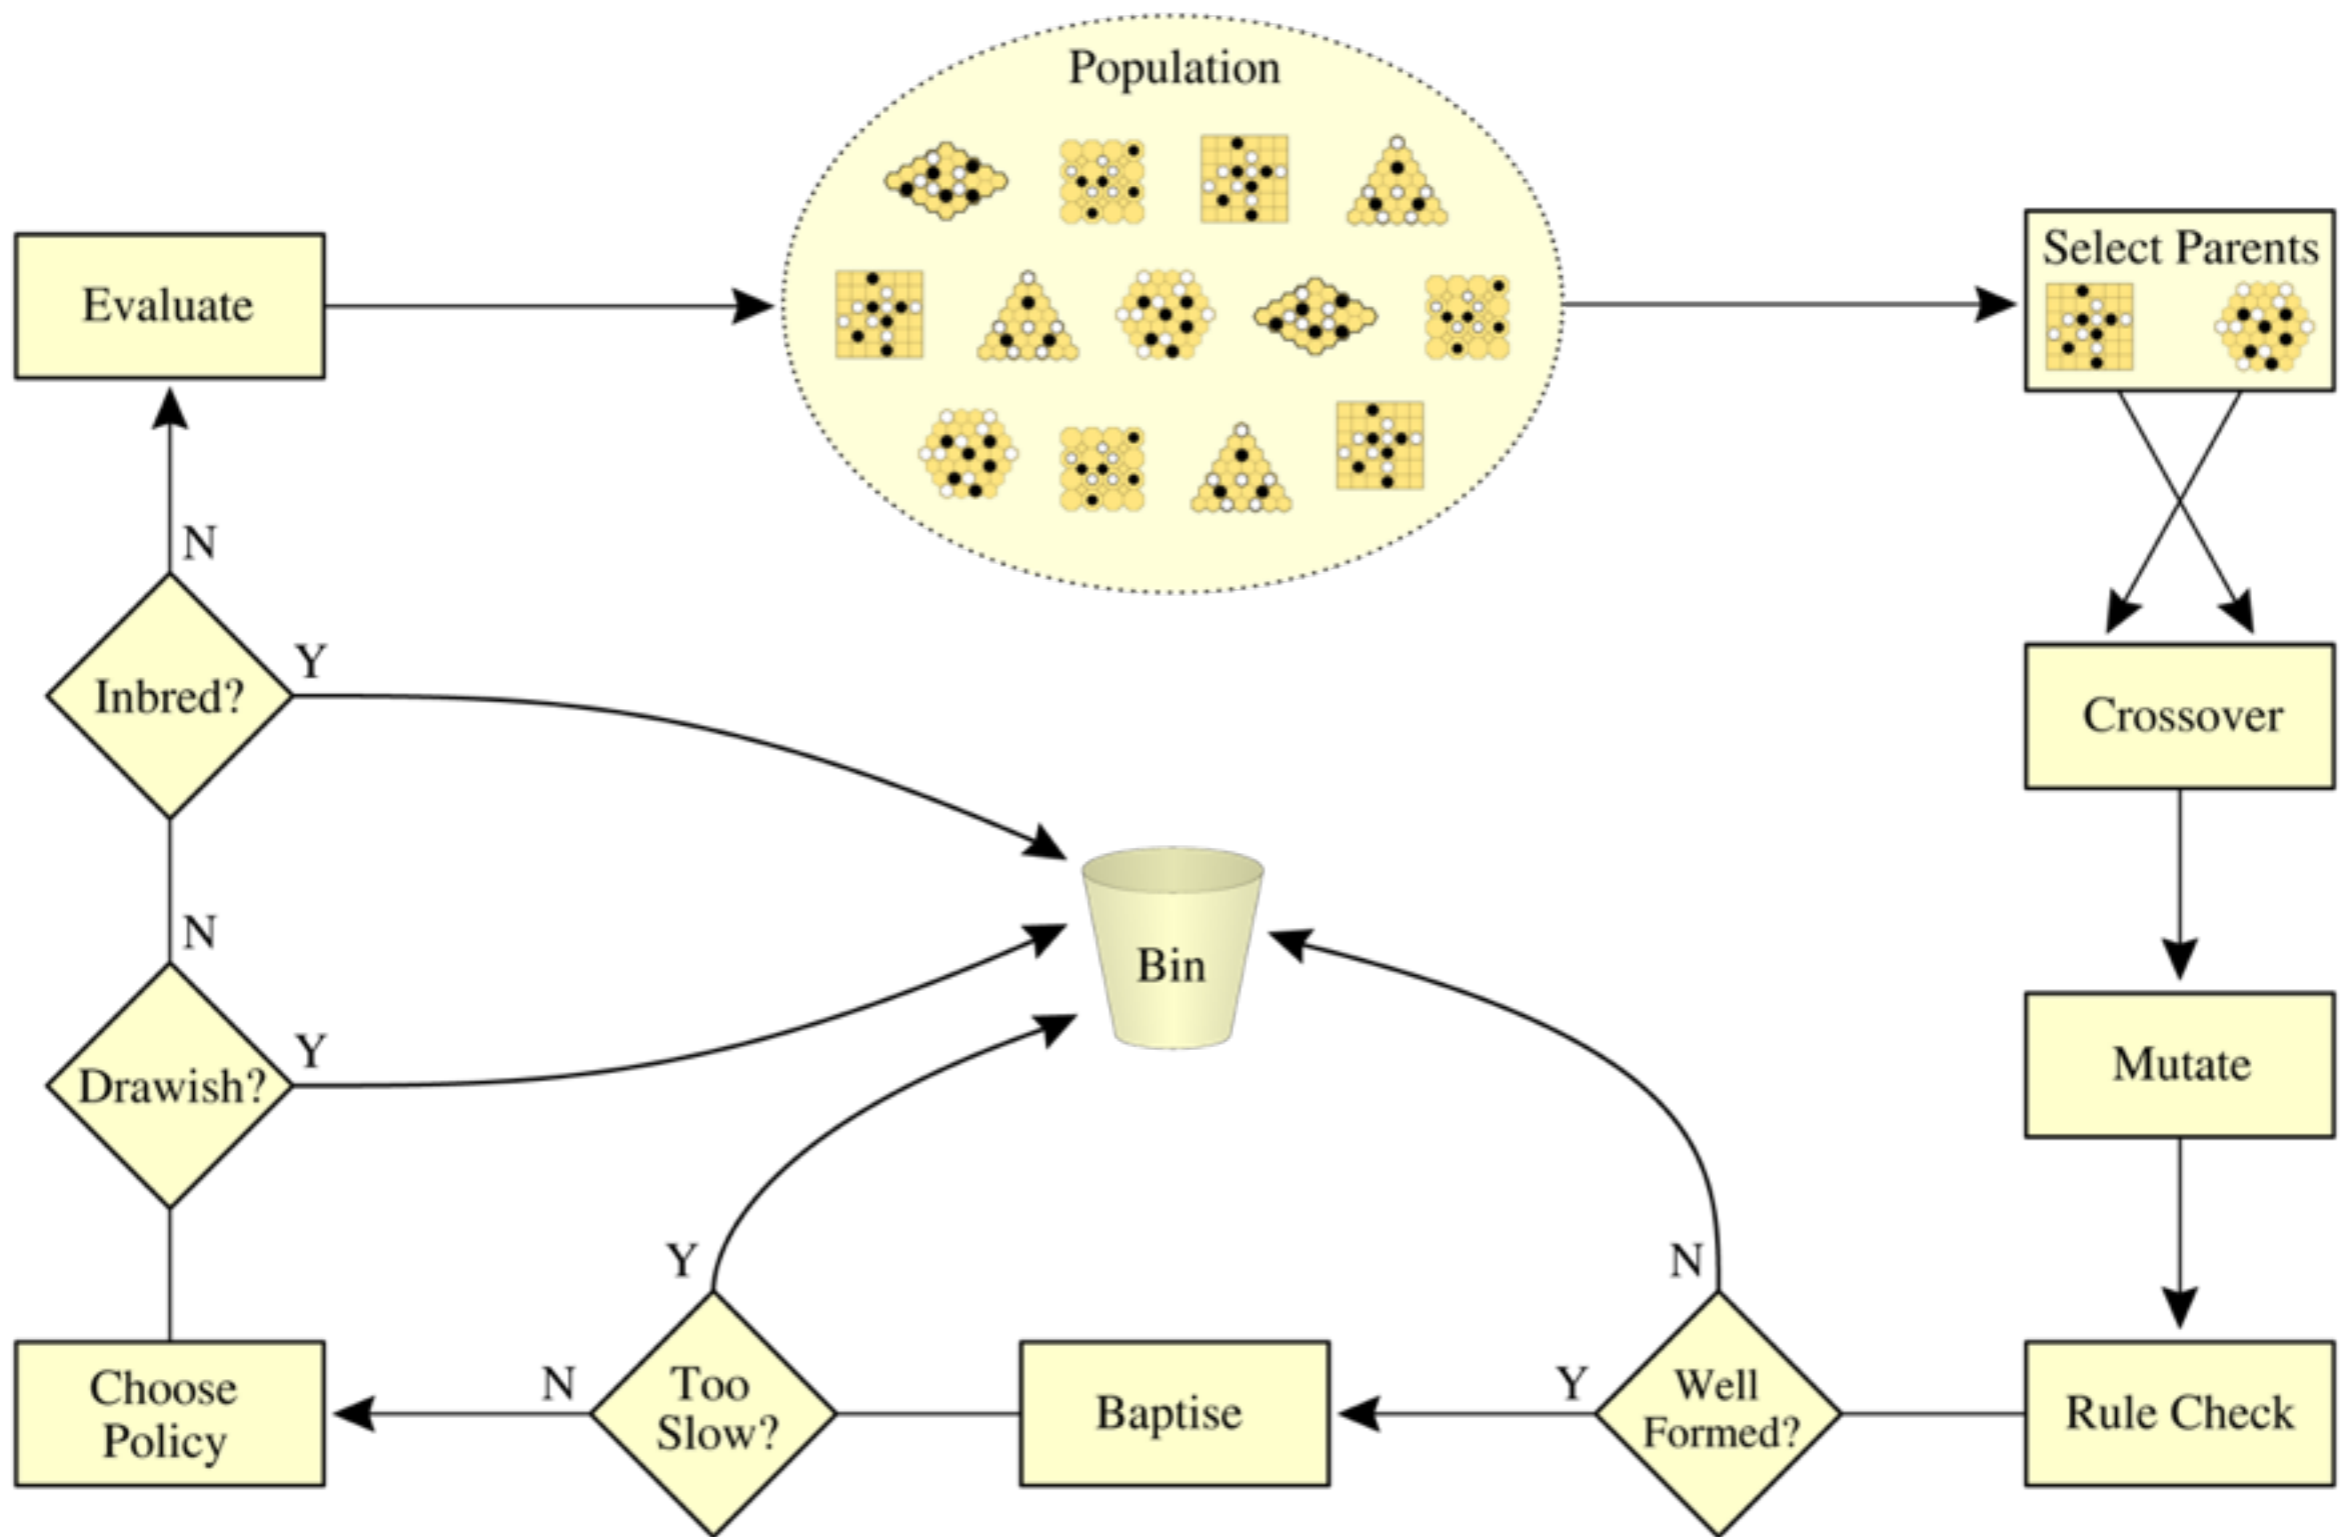 Population
Select Parents
Evaluate
N
Inbred?
Y
Crossover
N
Bin
Drawish?
Y
Mutate
Y
N
Choose
Policy
N
Too
Slow?
Baptise
Y
Well
Formed?
Rule Check